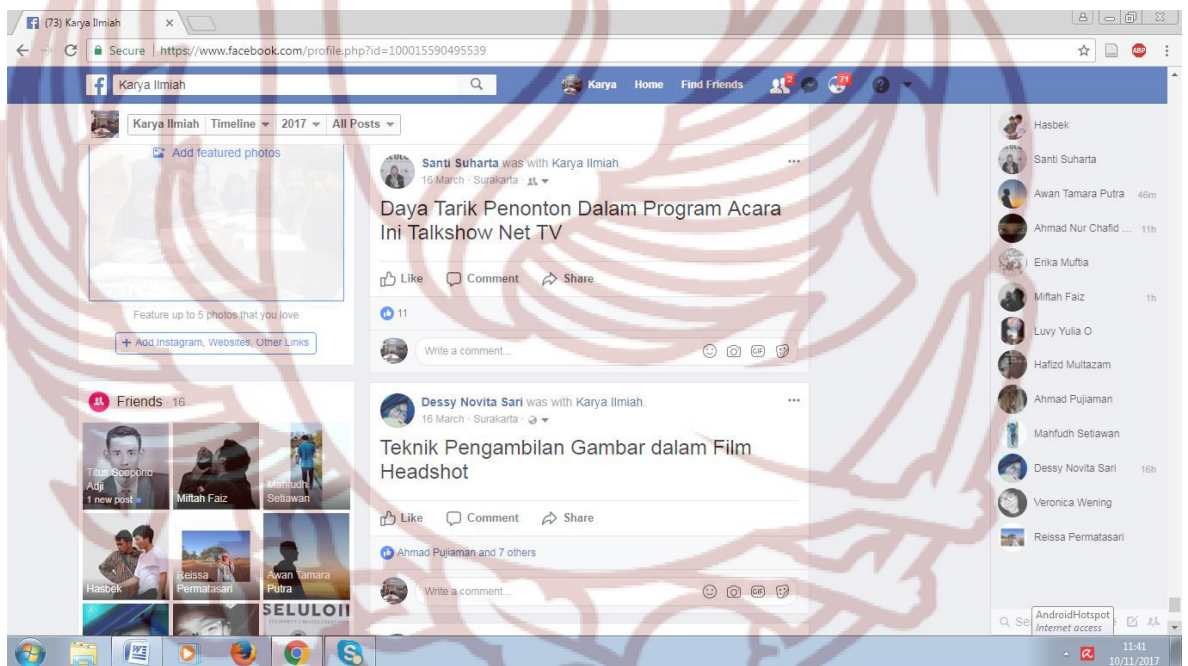 (73) Karya Ilmiah
Secure https://www.facebook.com/profile.php?id=100015590495539
ABP
Karya Ilmiah
Karya Home Find Friends 2 71
Karya Ilmiah Timeline 2017 All Posts
Add featured photos
Feature up to 5 photos that you love
+ Add Instagram, Websites, Other Links
Friends · 16
Titus Soepono Adji
1 new post
Miftah Faiz
Mahfudh Setiawan
Hasbek
Reissa Permatasari
Awan Tamara Putra
SELULOI
Santi Suharta was with Karya Ilmiah.
16 March · Surakarta ·
Daya Tarik Penonton Dalam Program Acara
Ini Talkshow Net TV
Like Comment Share
11
Write a comment...
GIF
Dessy Novita Sari was with Karya Ilmiah.
16 March · Surakarta ·
Teknik Pengambilan Gambar dalam Film
Headshot
Like Comment Share
Ahmad Pujiaman and 7 others
Write a comment...
GIF
Hasbek
Santi Suharta
Awan Tamara Putra 46m
Ahmad Nur Chafid ... 11h
Erika Muftia
Miftah Faiz 1h
Luvy Yulia O
Hafizd Multazam
Ahmad Pujiaman
Mahfudh Setiawan
Dessy Novita Sari 16h
Veronica Wening
Reissa Permatasari
AndroidHotspot
Internet access
11:41
10/11/2017